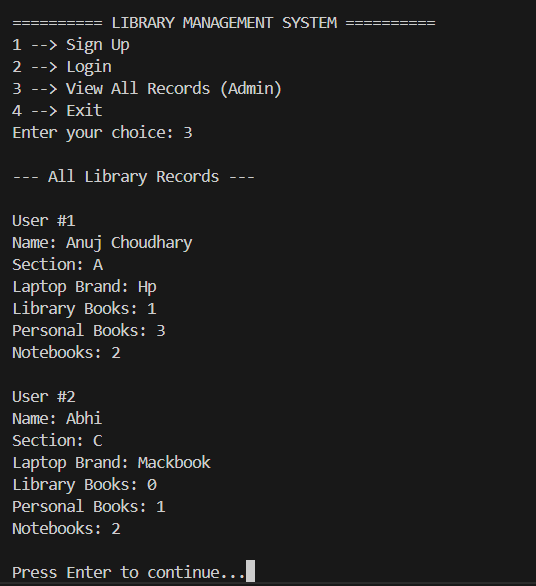 ========== LIBRARY MANAGEMENT SYSTEM ==========
1 --> Sign Up
2 --> Login
3 --> View All Records (Admin)
4 --> Exit
Enter your choice: 3
--- All Library Records ---
User #1
Name: Anuj Choudhary
Section: A
Laptop Brand: Hp
Library Books: 1
Personal Books: 3
Notebooks: 2
User #2
Name: Abhi
Section: C
Laptop Brand: Mackbook
Library Books: 0
Personal Books: 1
Notebooks: 2
Press Enter to continue...